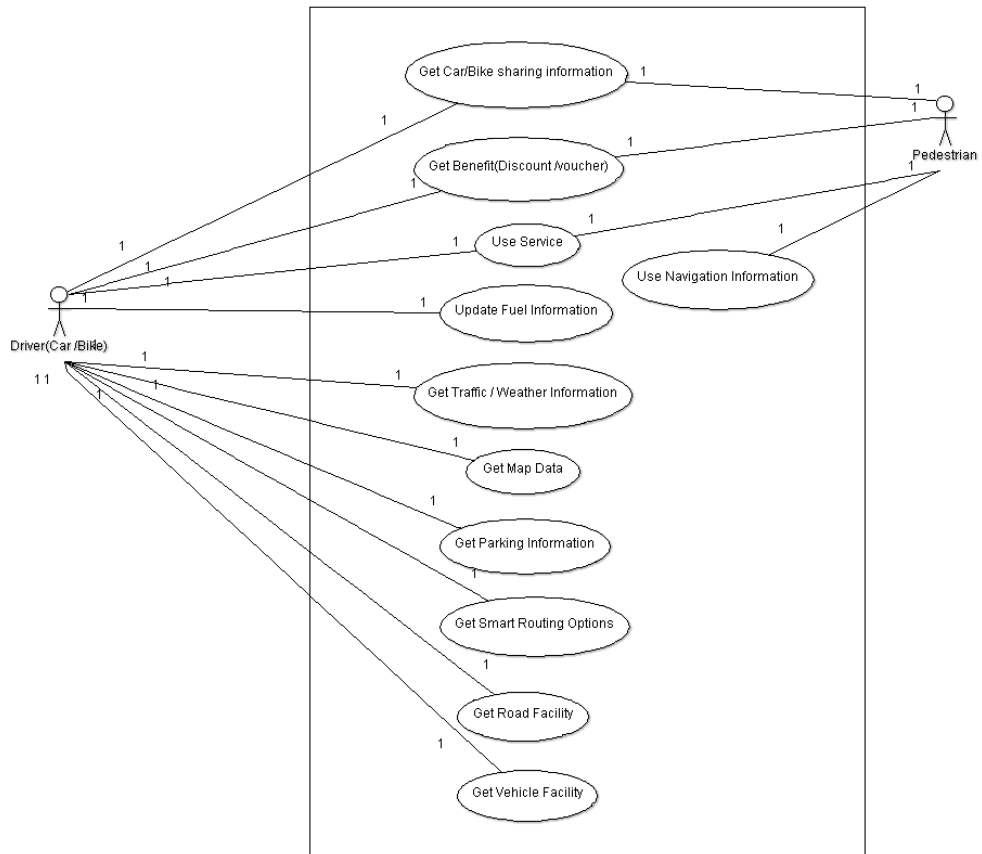 Get Car/Bike sharing information
1
1
1
1
Pedestrian
Get Benefit(Discount /voucher)
1
1
1
1
Use Service
1
1
1
1
1
Use Navigation Information
1
1
Update Fuel Information
Driver(Car /Bike)
1
1
1 1
Get Traffic / Weather Information
1
1
1
Get Map Data
1
Get Parking Information
1
Get Smart Routing Options
1
Get Road Facility
1
Get Vehicle Facility